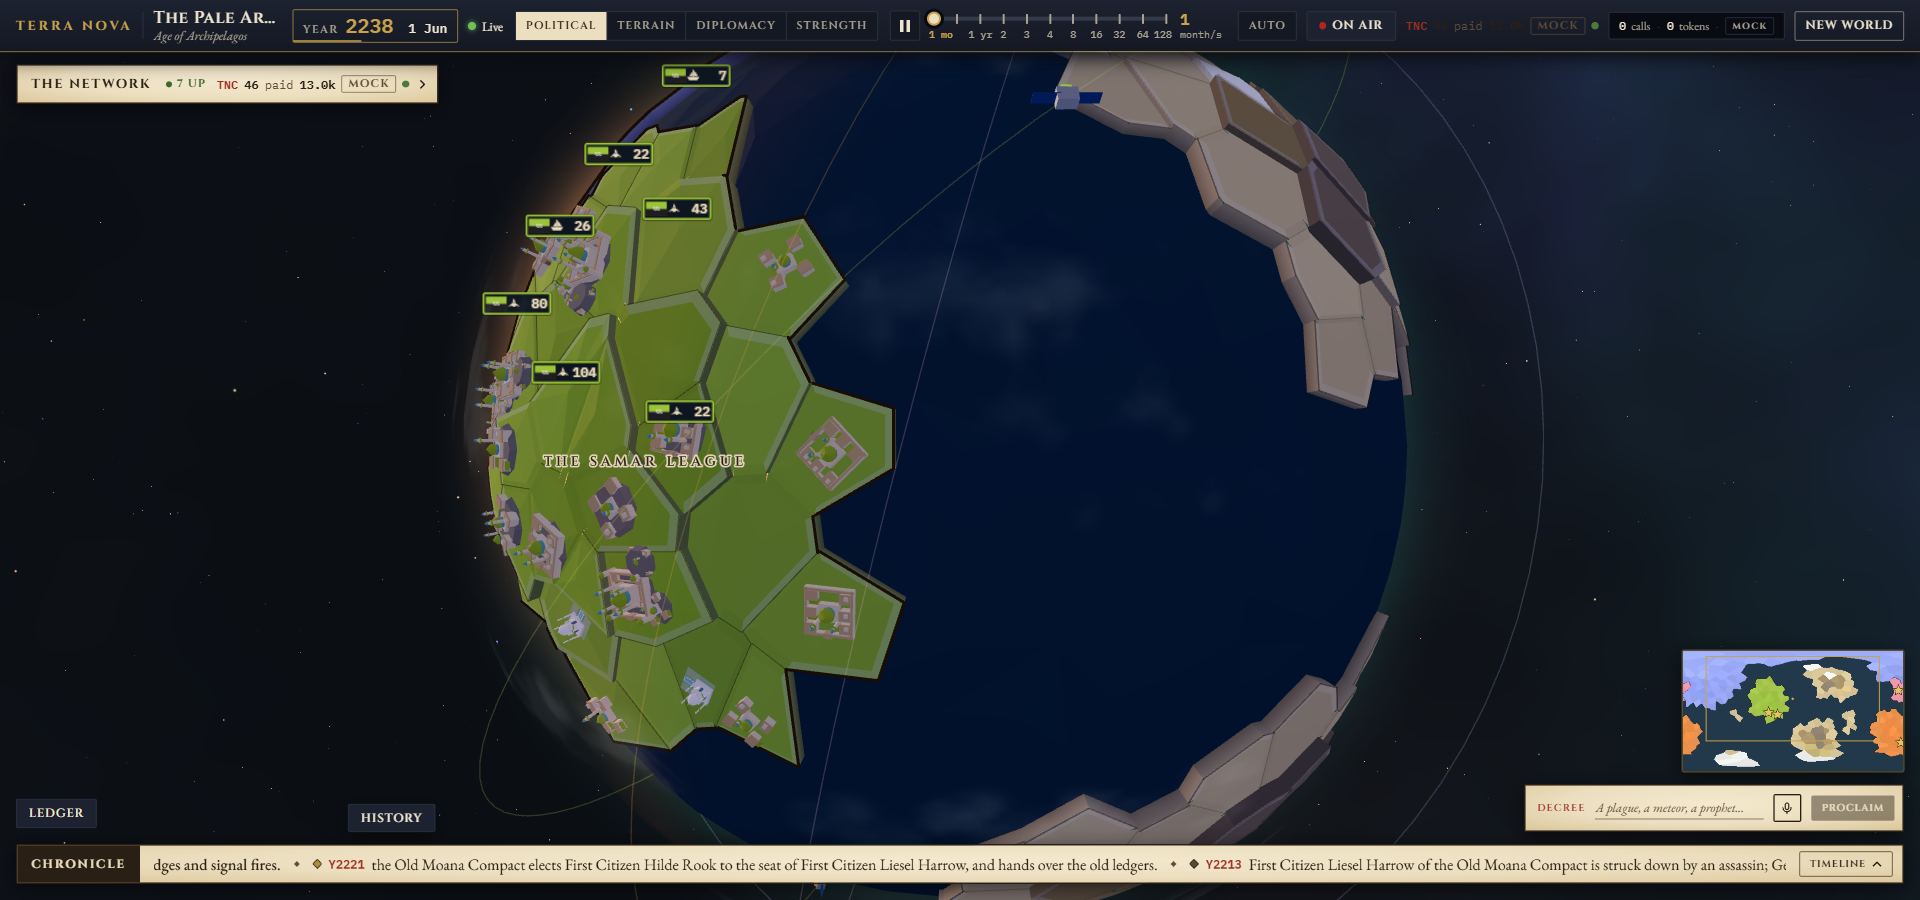 TERRA NOVA
The Pale Ar...
Age of Archipelagos
YEAR 2238 1 Jun
Live
POLITICAL
TERRAIN
DIPLOMACY
STRENGTH
1 mo 1 yr 2 3 4 8 16 32 64 128
1 month/s
AUTO
ON AIR
TNC paid MOCK
0 calls · 0 tokens · MOCK
NEW WORLD
THE NETWORK 7 UP TNC 46 paid 13.0k MOCK
7
22
43
26
80
104
22
THE SAMAR LEAGUE
DECREE A plague, a meteor, a prophet... PROCLAIM
LEDGER
HISTORY
CHRONICLE
dges and signal fires. Y2221 the Old Moana Compact elects First Citizen Hilde Rook to the seat of First Citizen Liesel Harrow, and hands over the old ledgers. Y2213 First Citizen Liesel Harrow of the Old Moana Compact is struck down by an assassin; Ge
TIMELINE